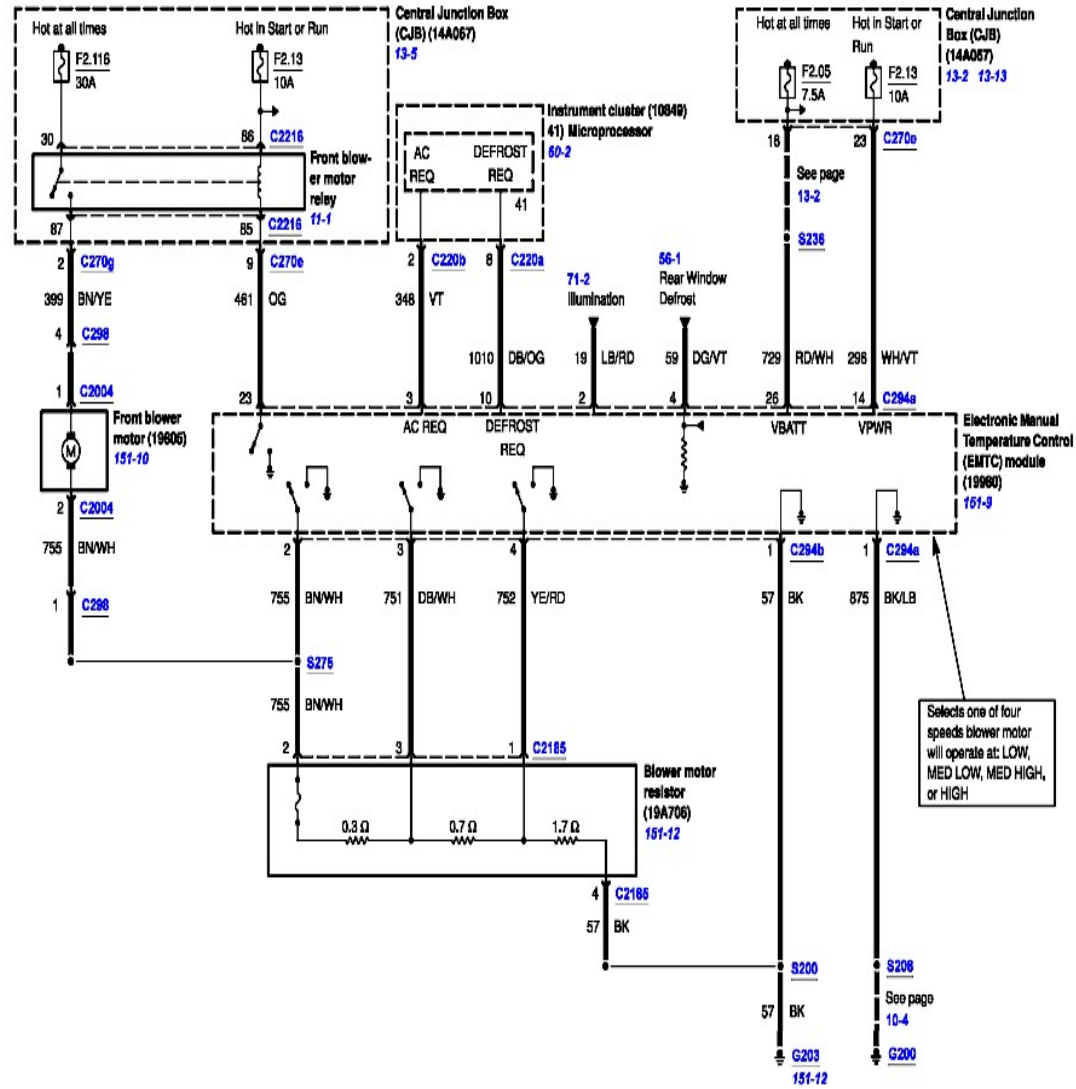 Hot at all times
Hot in Start or Run
Central Junction
Box
(CJB) (14A067)
13-5
F2.116
30A
F2.13
10A
30
86
C2216
Front blow-
er motor
relay
11-1
87
85
C2216
2
C270g
9
C270e
399
BN/YE
461
OG
4
C298
1
C2004
Front blower
motor (19805)
151-10
M
2
C2004
755
BN/WH
1
C298
Instrument cluster (10849)
41) Microprocessor
60-2
AC
REQ
DEFROST
REQ
41
2
C220b
8
C220a
348
VT
71-2
Illumination
56-1
Rear Window
Defrost
1010
DB/OG
19
LB/RD
59
DG/VT
Hot at all times
Hot in Start or
Run
Central Junction
Box (CJB)
(14A067)
13-2 13-13
F2.05
7.5A
F2.13
10A
18
23
C270e
See page
13-2
S236
729
RD/WH
298
WH/VT
23
3
10
2
4
26
14
C294a
AC REQ
DEFROST
REQ
VBATT
VPWR
Electronic Manual
Temperature Control
(EMTC) module
(19980)
151-9
2
3
4
1
C294b
1
C294a
755
BN/WH
751
DB/WH
752
YE/RD
57
BK
875
BK/LB
S275
755
BN/WH
Selects one of four
speeds blower motor
will operate at: LOW,
MED LOW, MED HIGH,
or HIGH
2
3
1
C2185
Blower motor
resistor
(19A706)
151-12
0.3 Ω
0.7 Ω
1.7 Ω
4
C2185
57
BK
S200
S208
57
BK
See page
10-4
G203
151-12
G200